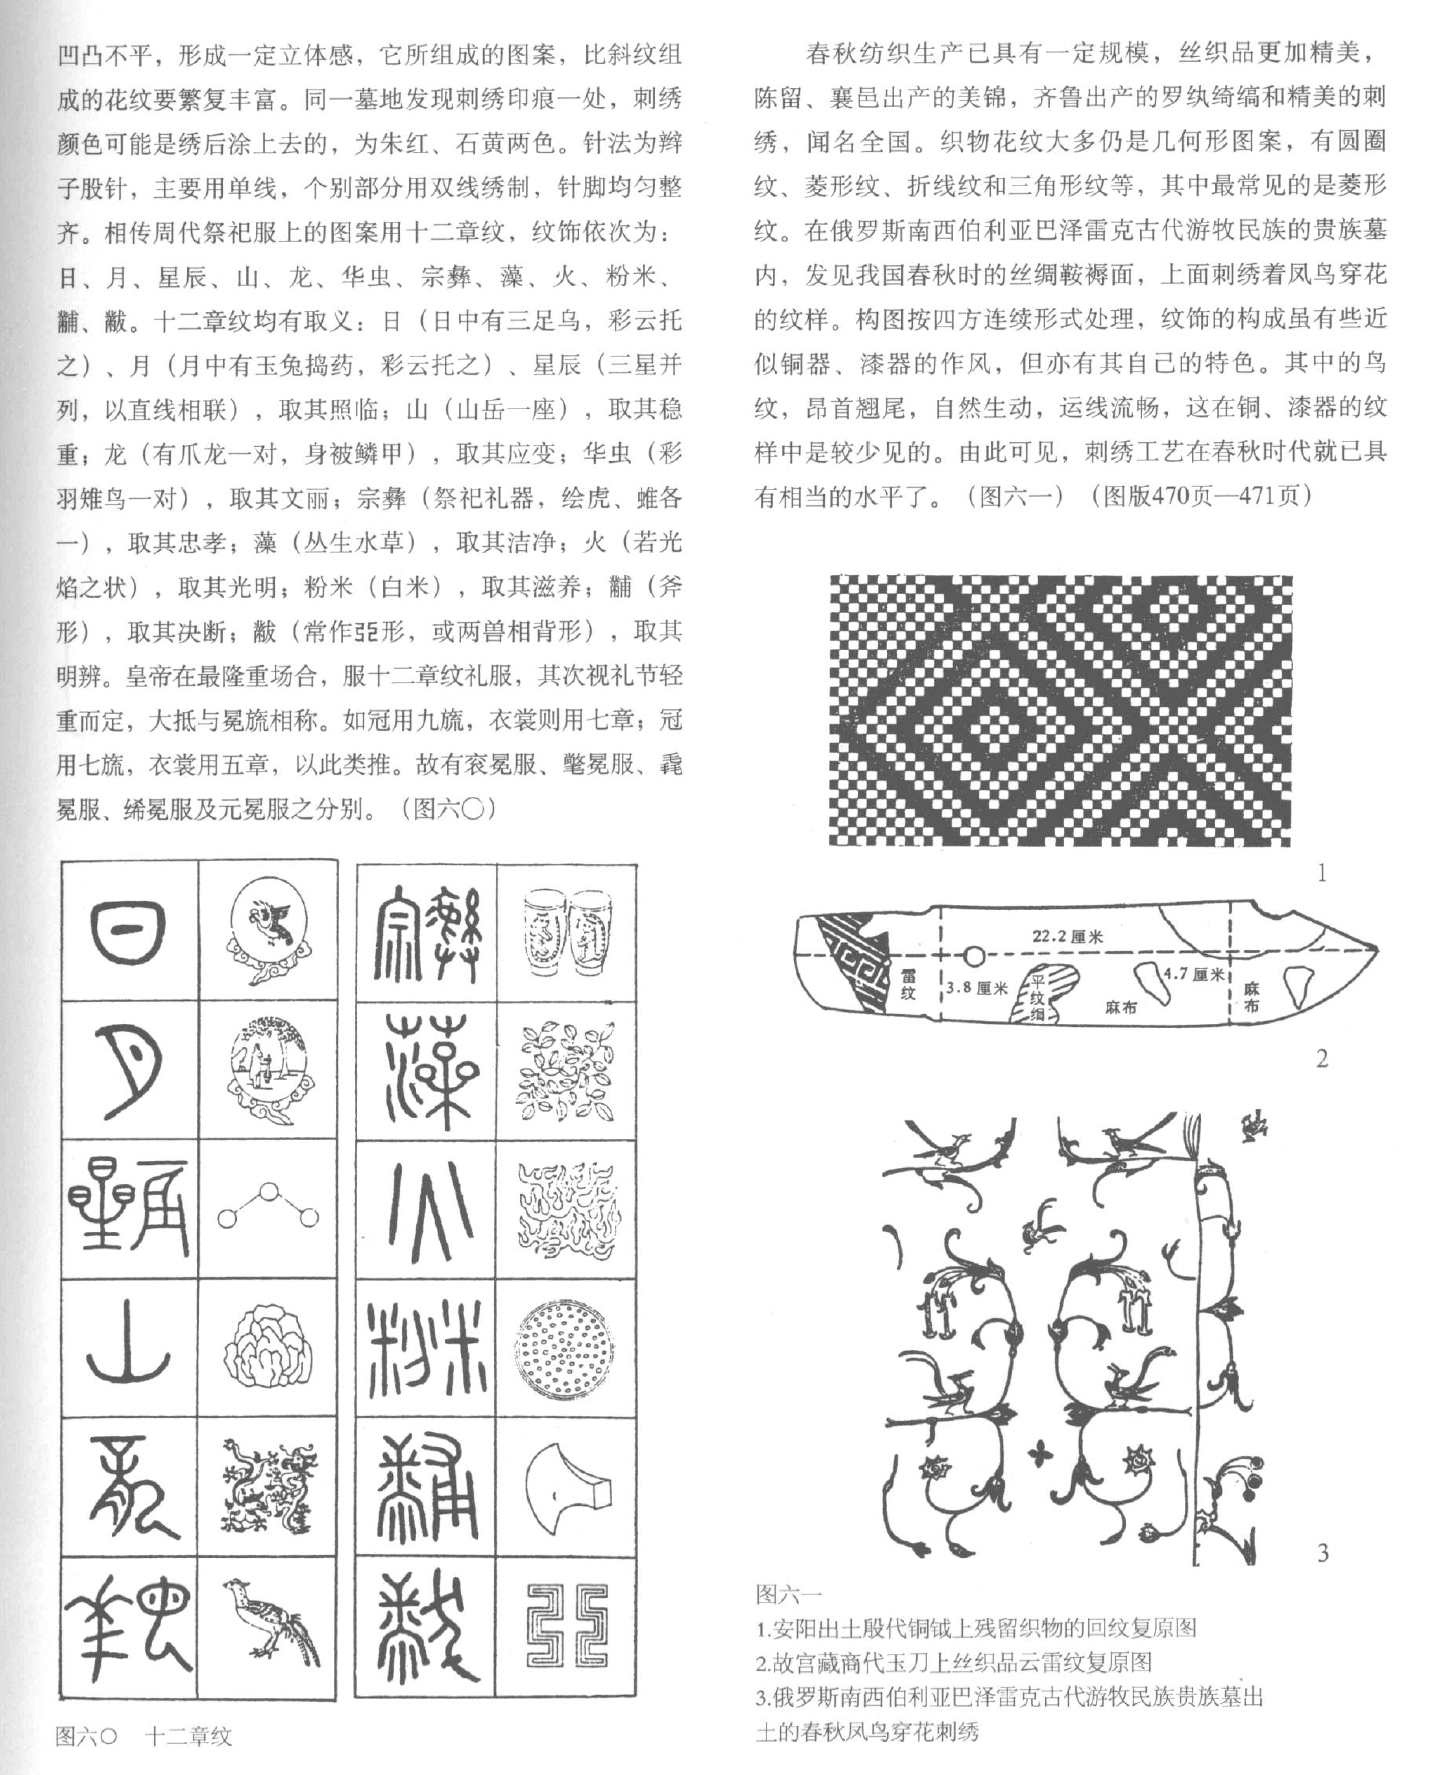 凹凸不平，形成一定立体感，它所组成的图案，比斜纹组
成的花纹要繁复丰富。同一墓地发现刺绣印痕一处，刺绣
颜色可能是绣后涂上去的，为朱红、石黄两色。针法为辫
子股针，主要用单线，个别部分用双线绣制，针脚均匀整
齐。相传周代祭祀服上的图案用十二章纹，纹饰依次为：
日、月、星辰、山、龙、华虫、宗彝、藻、火、粉米、
黼、黻。十二章纹均有取义：日（日中有三足乌，彩云托
之）、月（月中有玉兔捣药，彩云托之）、星辰（三星并
列，以直线相联），取其照临；山（山岳一座），取其稳
重；龙（有爪龙一对，身被鳞甲），取其应变；华虫（彩
羽雉鸟一对），取其文丽；宗彝（祭祀礼器，绘虎、蜼各
一），取其忠孝；藻（丛生水草），取其洁净；火（若光
焰之状），取其光明；粉米（白米），取其滋养；黼（斧
形），取其决断；黻（常作形，或两兽相背形），取其
明辨。皇帝在最隆重场合，服十二章纹礼服，其次视礼节轻
重而定，大抵与冕旒相称。如冠用九旒，衣裳则用七章；冠
用七旒，衣裳用五章，以此类推。故有衮冕服、鷩冕服、毳
冕服、绨冕服及元冕服之分别。（图六〇）
日
月
星辰
山
龙
华虫
宗彝
藻
火
粉米
黼
黻
图六〇　十二章纹
春秋纺织生产已具有一定规模，丝织品更加精美，
陈留、襄邑出产的美锦，齐鲁出产的罗纨绮缟和精美的刺
绣，闻名全国。织物花纹大多仍是几何形图案，有圆圈
纹、菱形纹、折线纹和三角形纹等，其中最常见的是菱形
纹。在俄罗斯南西伯利亚巴泽雷克古代游牧民族的贵族墓
内，发见我国春秋时的丝绸鞍褥面，上面刺绣着凤鸟穿花
的纹样。构图按四方连续形式处理，纹饰的构成虽有些近
似铜器、漆器的作风，但亦有其自己的特色。其中的鸟
纹，昂首翘尾，自然生动，运线流畅，这在铜、漆器的纹
样中是较少见的。由此可见，刺绣工艺在春秋时代就已具
有相当的水平了。（图六一）（图版470页—471页）
1
22.2厘米
雷纹
3.8厘米
平纹绢
麻布
4.7厘米
麻布
2
3
图六一
1.安阳出土殷代铜钺上残留织物的回纹复原图
2.故宫藏商代玉刀上丝织品云雷纹复原图
3.俄罗斯南西伯利亚巴泽雷克古代游牧民族贵族墓出
土的春秋凤鸟穿花刺绣